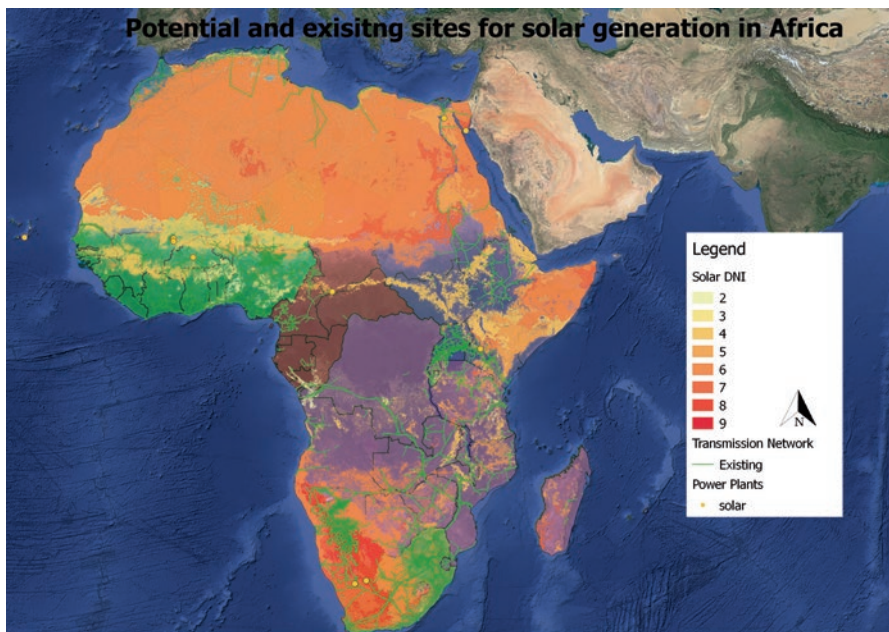 Potential and exisitng sites for solar generation in Africa
Legend
Solar DNI
2
3
4
5
6
7
8
9
N
Transmission Network
Existing
Power Plants
solar